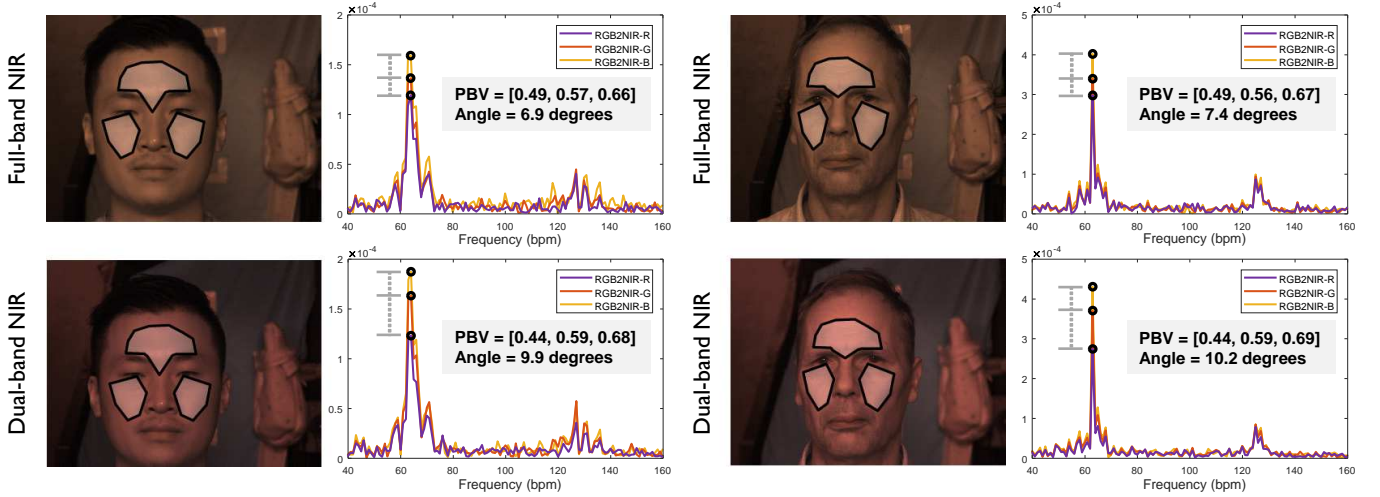 Full-band NIR
×10-4
2
1.5
1
0.5
0
40 60 80 100 120 140 160
Frequency (bpm)
RGB2NIR-R
RGB2NIR-G
RGB2NIR-B
PBV = [0.49, 0.57, 0.66]
Angle = 6.9 degrees
Full-band NIR
×10-4
5
4
3
2
1
0
40 60 80 100 120 140 160
Frequency (bpm)
RGB2NIR-R
RGB2NIR-G
RGB2NIR-B
PBV = [0.49, 0.56, 0.67]
Angle = 7.4 degrees
Dual-band NIR
×10-4
2
1.5
1
0.5
0
40 60 80 100 120 140 160
Frequency (bpm)
RGB2NIR-R
RGB2NIR-G
RGB2NIR-B
PBV = [0.44, 0.59, 0.68]
Angle = 9.9 degrees
Dual-band NIR
×10-4
5
4
3
2
1
0
40 60 80 100 120 140 160
Frequency (bpm)
RGB2NIR-R
RGB2NIR-G
RGB2NIR-B
PBV = [0.44, 0.59, 0.69]
Angle = 10.2 degrees